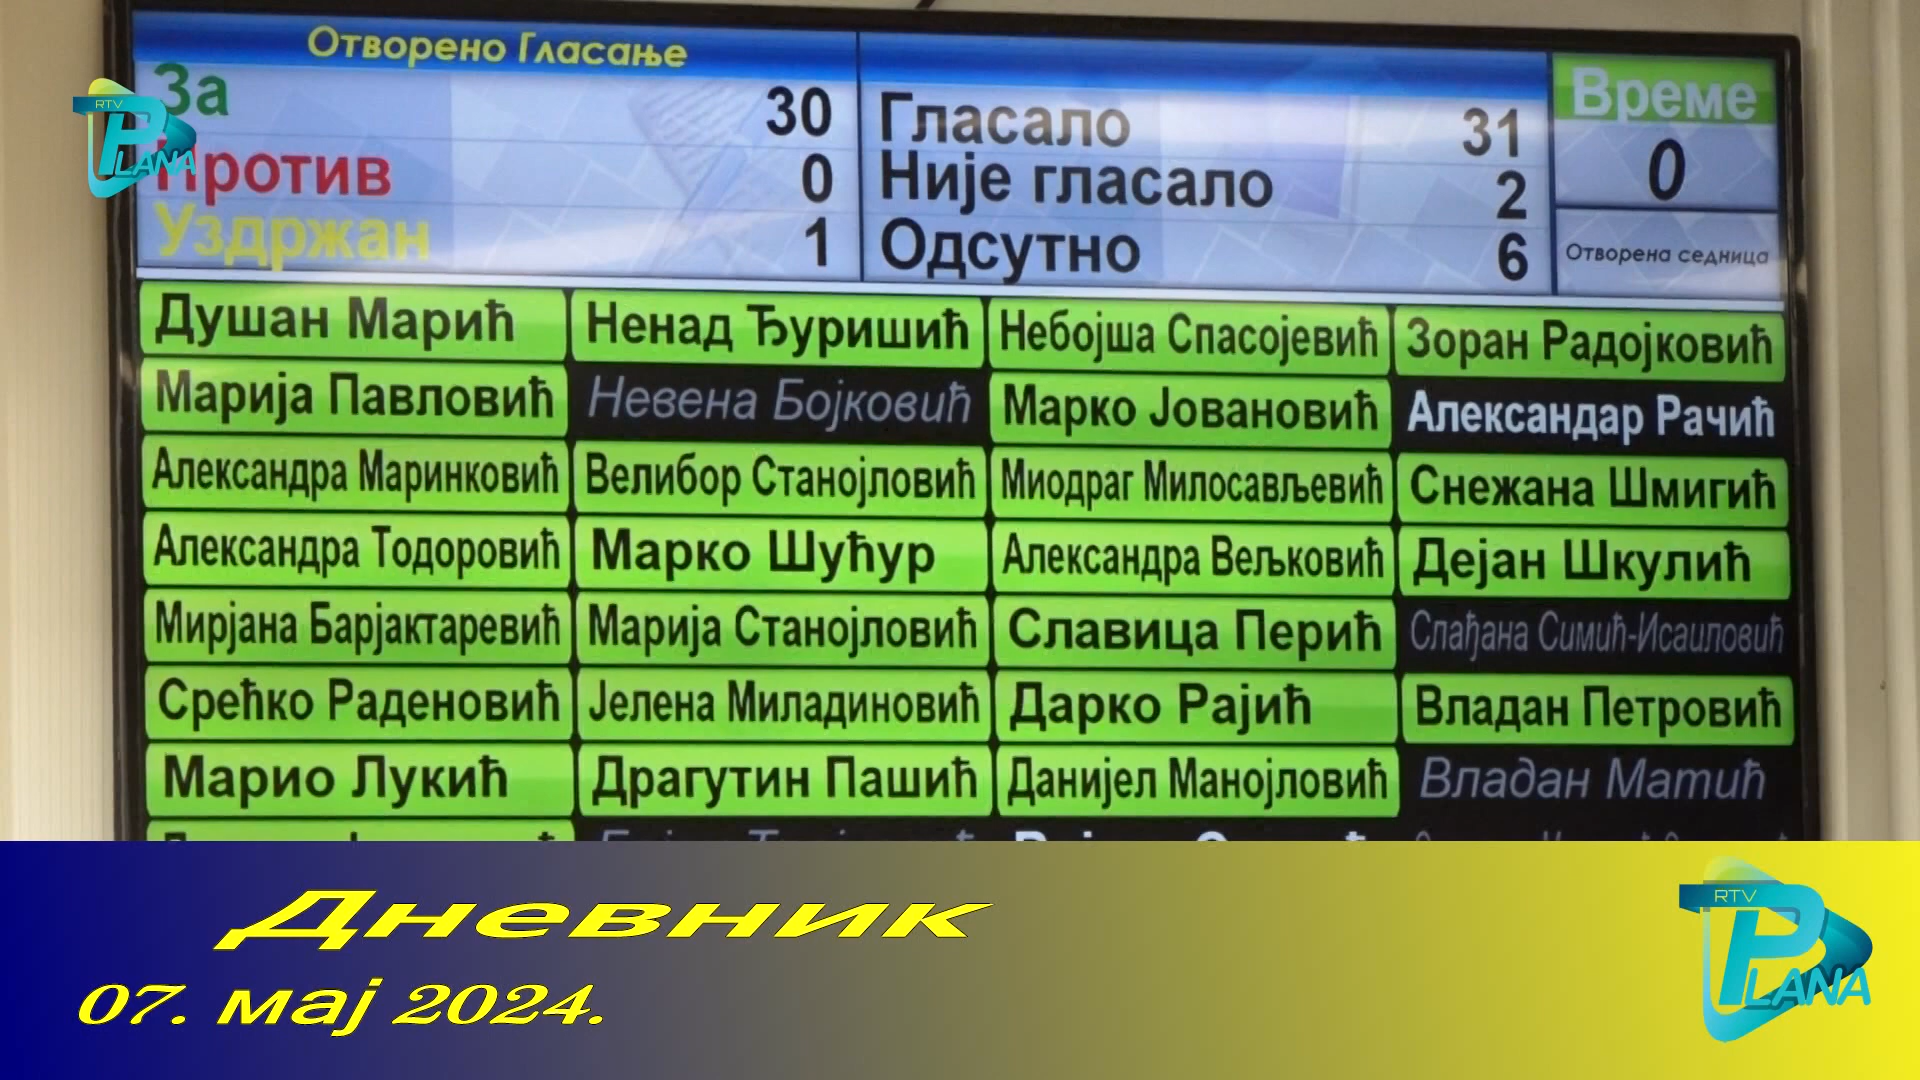 Отворено Гласање
За 30
Против 0
Уздржан 1
Гласало 31
Није гласало 2
Одсутно 6
Време
0
Отворена седница
Душан Марић Ненад Ђуришић Небојша Спасојевић Зоран Радојковић
Марија Павловић Невена Бојковић Марко Јовановић Александар Рачић
Александра Маринковић Велибор Станојловић Миодраг Милосављевић Снежана Шмигић
Александра Тодоровић Марко Шућур Александра Вељковић Дејан Шкулић
Мирјана Барјактаревић Марија Станојловић Славица Перић Слађана Симић-Исаиловић
Срећко Раденовић Јелена Миладиновић Дарко Рајић Владан Петровић
Марио Лукић Драгутин Пашић Данијел Манојловић Владан Матић
RTV
PLANA
Дневник
07. мај 2024.
RTV
PLANA